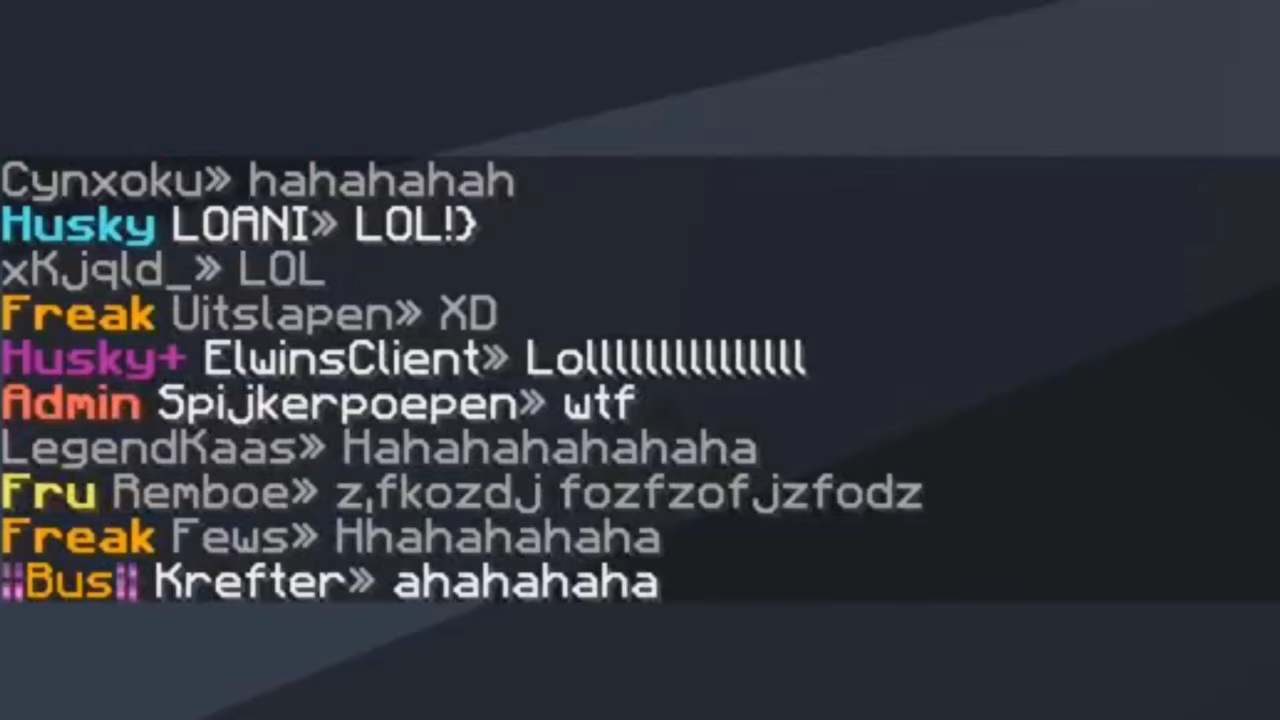 Cynxoku» hahahahah
Husky LOANI» LOL!}
xKjqld_» LOL
Freak Uitslapen» XD
Husky+ ElwinsClient» Lolllllllllllllll
Admin Spijkerpoepen» wtf
LegendKaas» Hahahahahahaha
Fru Remboe» z,fkozdj fozfzofjzfodz
Freak Fews» Hhahahahaha
Bus Krefter» ahahahaha